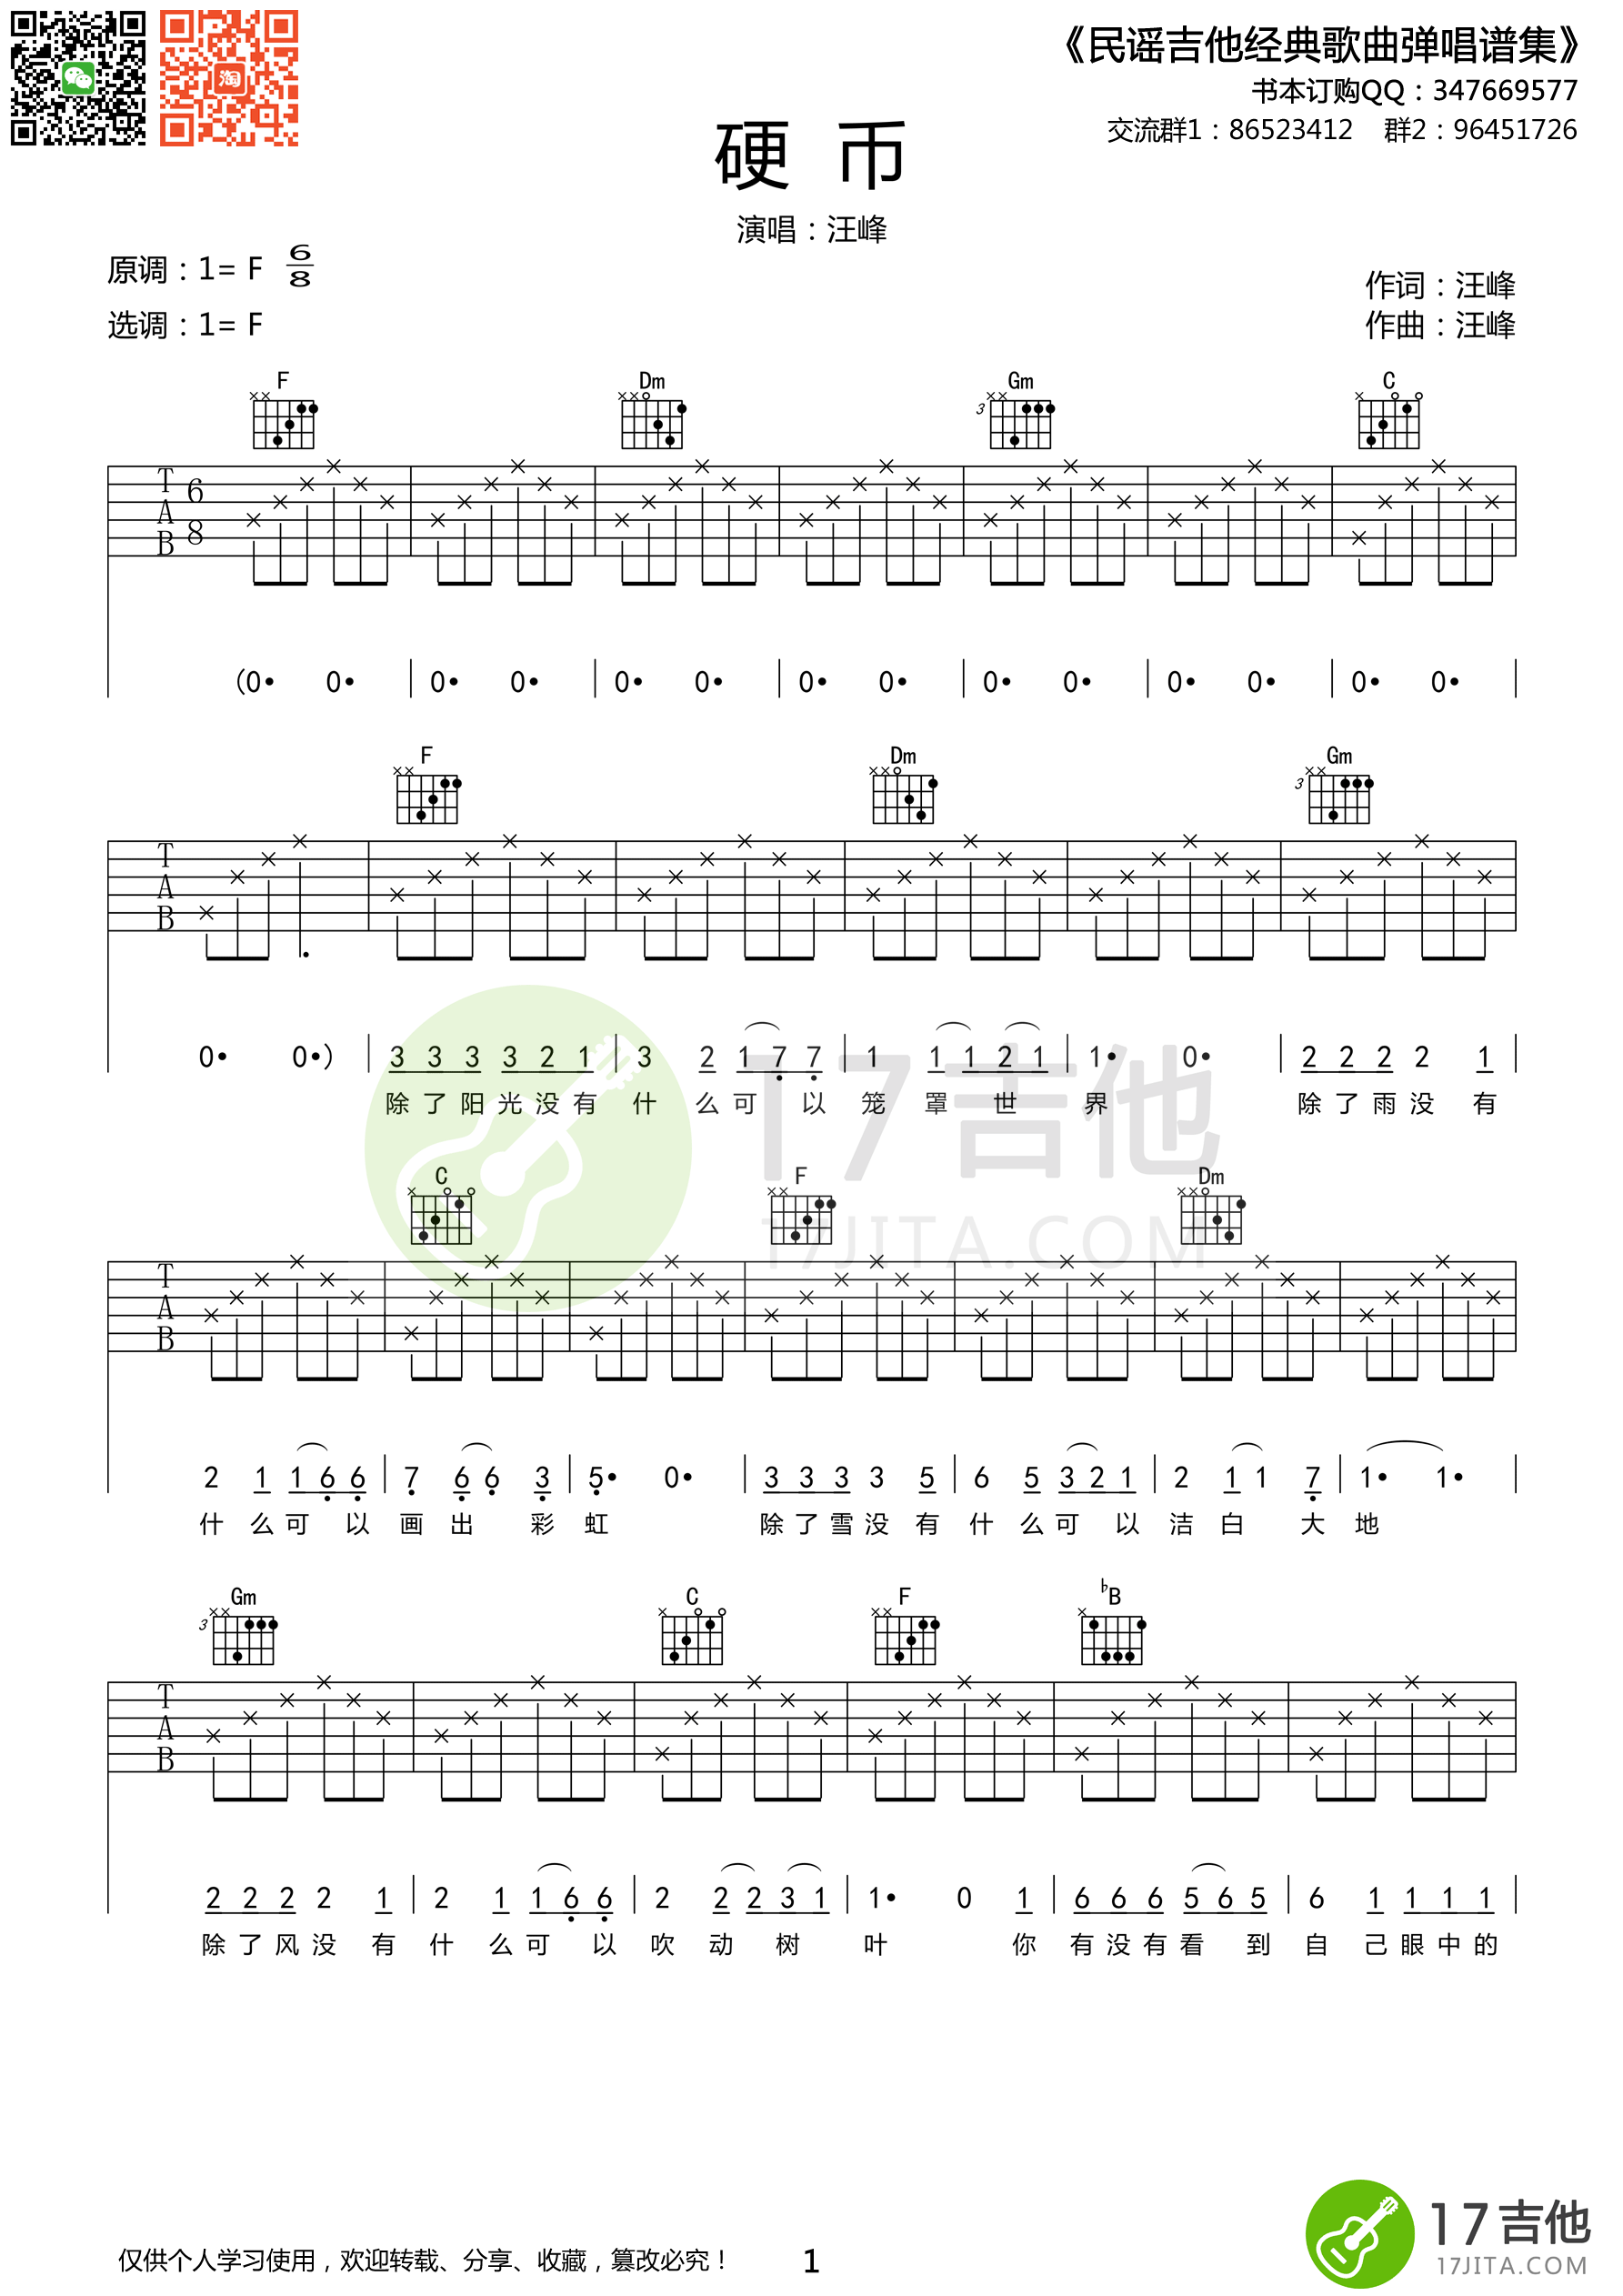 《民谣吉他经典歌曲弹唱谱集》
书本订购QQ：347669577
交流群1：86523412 群2：96451726
硬 币
演唱：汪峰
原调：1= F 6/8
选调：1= F
作词：汪峰
作曲：汪峰
F Dm Gm C
3
T A B 6 8
(0• 0• | 0• 0• | 0• 0• | 0• 0• | 0• 0• | 0• 0• | 0• 0• |
F Dm Gm
3
T A B
0• 0•) | 3 3 3 3 2 1 | 3 2 1 7 7 | 1 1 1 2 1 | 1• 0• | 2 2 2 2 1 |
除 了 阳 光 没 有 什 么 可 以 笼 罩 世 界 除 了 雨 没 有
17吉他
17JITA.COM
C F Dm
T A B
2 1 1 6 6 | 7 6 6 3 | 5• 0• | 3 3 3 3 5 | 6 5 3 2 1 | 2 1 1 7 | 1• 1• |
什 么 可 以 画 出 彩 虹 除 了 雪 没 有 什 么 可 以 洁 白 大 地
Gm C F ♭B
3
T A B
2 2 2 2 1 | 2 1 1 6 6 | 2 2 2 3 1 | 1• 0 1 | 6 6 6 5 6 5 | 6 1 1 1 1 |
除 了 风 没 有 什 么 可 以 吹 动 树 叶 你 有 没 有 看 到 自 己 眼 中 的
仅供个人学习使用，欢迎转载、分享、收藏，篡改必究！ 1
17吉他
17JITA.COM